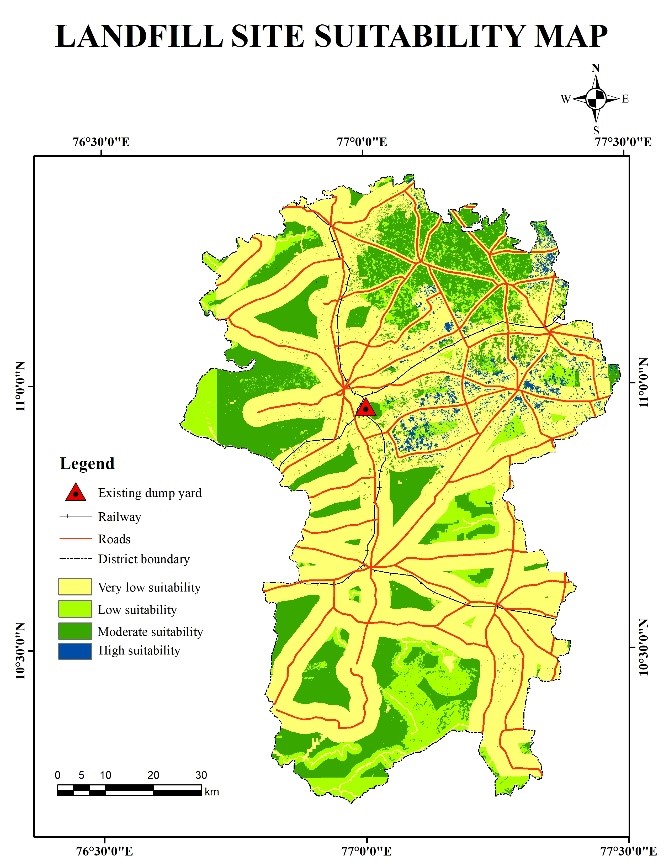 LANDFILL SITE SUITABILITY MAP
N
W E
S
76°30'0"E 77°0'0"E 77°30'0"E
11°0'0"N 11°0'0"N
Legend
Existing dump yard
Railway
Roads
District boundary
Very low suitability
Low suitability
Moderate suitability
High suitability
10°30'0"N 10°30'0"N
0 5 10 20 30
km
76°30'0"E 77°0'0"E 77°30'0"E